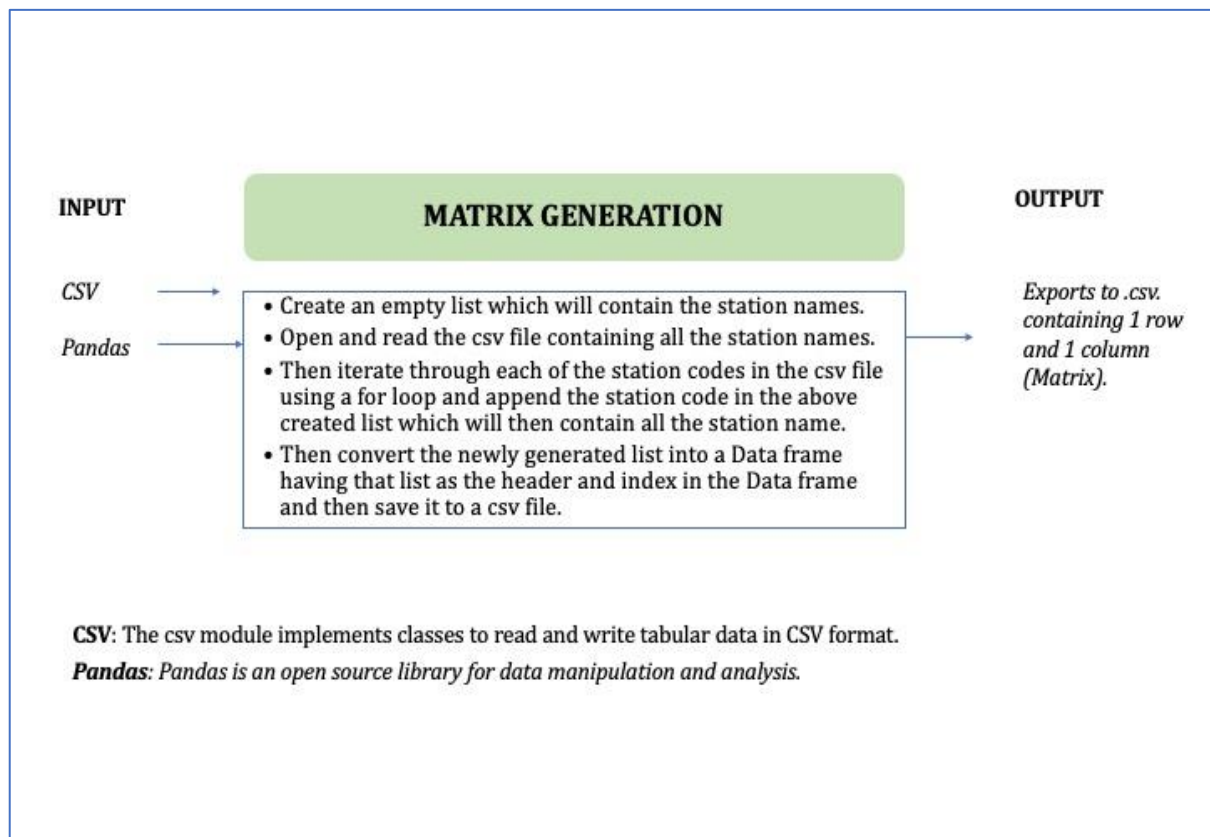 INPUT
MATRIX GENERATION
OUTPUT
CSV
Pandas
• Create an empty list which will contain the station names.
• Open and read the csv file containing all the station names.
• Then iterate through each of the station codes in the csv file
using a for loop and append the station code in the above
created list which will then contain all the station name.
• Then convert the newly generated list into a Data frame
having that list as the header and index in the Data frame
and then save it to a csv file.
Exports to .csv.
containing 1 row
and 1 column
(Matrix).
CSV: The csv module implements classes to read and write tabular data in CSV format.
Pandas: Pandas is an open source library for data manipulation and analysis.